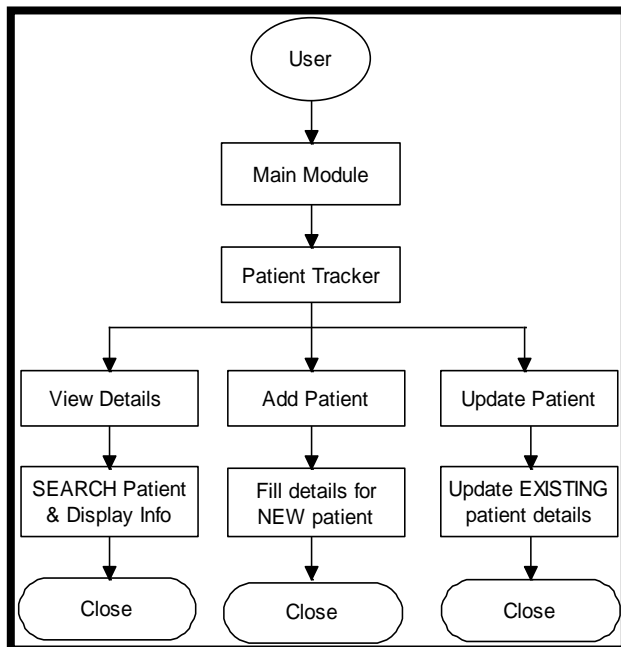 User
Main Module
Patient Tracker
View Details
Add Patient
Update Patient
SEARCH Patient
& Display Info
Fill details for
NEW patient
Update EXISTING
patient details
Close
Close
Close